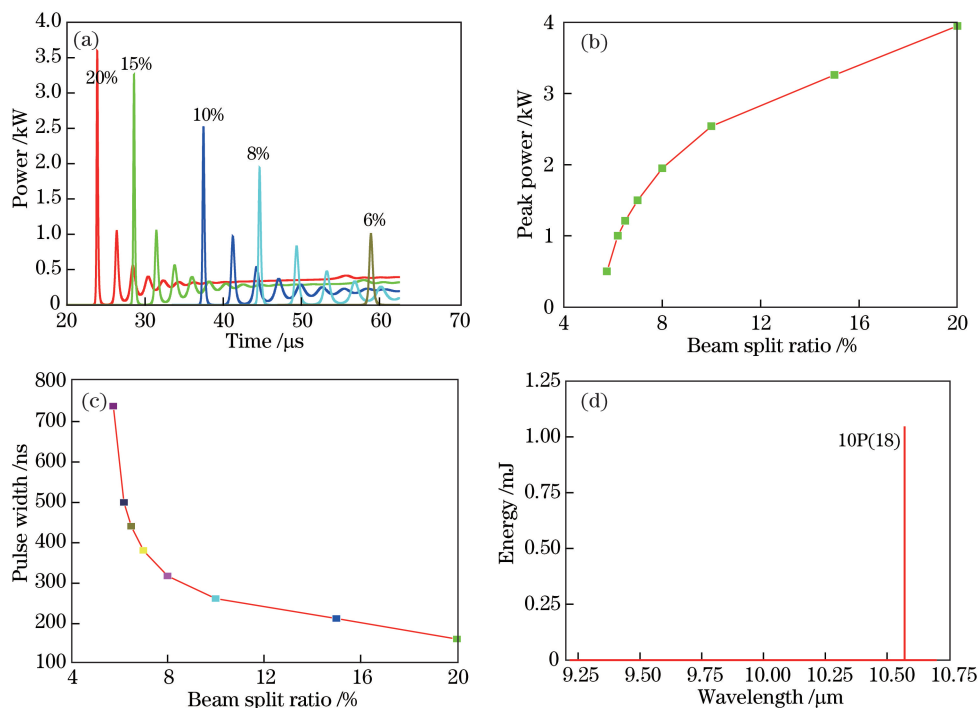 (a)
4.0
3.5
3.0
2.5
2.0
1.5
1.0
0.5
0
Power /kW
20%
15%
10%
8%
6%
20 30 40 50 60 70
Time /μs
(b)
4
3
2
1
0
Peak power /kW
4 8 12 16 20
Beam split ratio /%
(c)
800
700
600
500
400
300
200
100
Pulse width /ns
4 8 12 16 20
Beam split ratio /%
(d)
1.25
1.00
0.75
0.50
0.25
0
Energy /mJ
10P(18)
9.25 9.50 9.75 10.00 10.25 10.50 10.75
Wavelength /μm